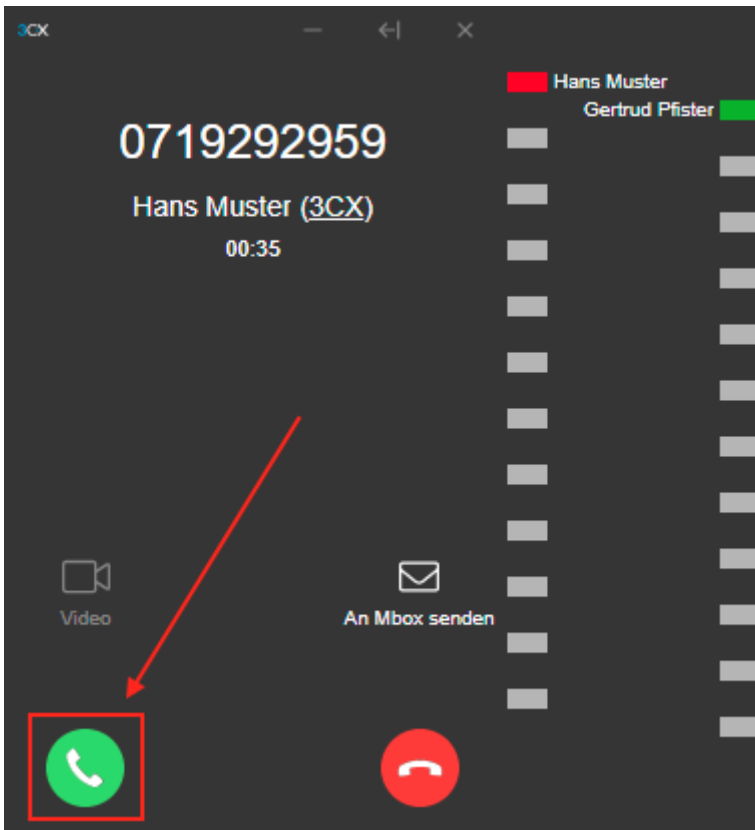 3CX
0719292959
Hans Muster (3CX)
00:35
Video
An Mbox senden
Hans Muster
Gertrud Pfister